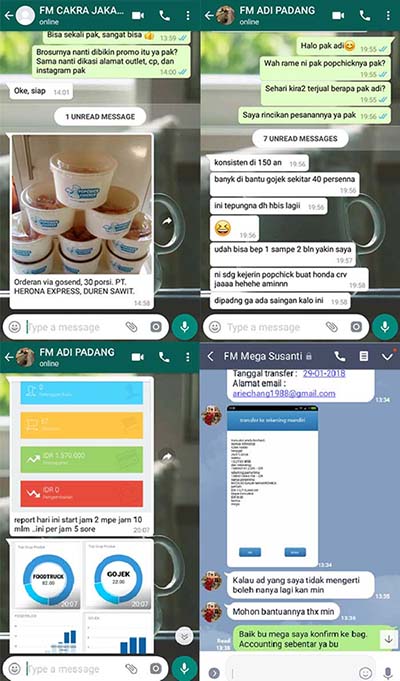 FM CAKRA JAKA...
online
Bisa sekali pak, sangat bisa👍
13:59
Brosurnya nanti dibikin promo itu ya pak?
Sama nanti dikasi alamat outlet, cp, dan
instagram pak
14:00
Oke, siap
14:01
1 UNREAD MESSAGE
POPCHICK
Orderan via gosend, 30 porsi. PT.
HERONA EXPRESS, DUREN SAWIT.
14:58
Type a message
FM ADI PADANG
online
Halo pak adi😊
19:55
Wah rame ni pak popchicknya pak?
19:55
Sehari kira2 terjual berapa pak adi?
19:55
Saya rincikan pesanannya ya pak
19:56
7 UNREAD MESSAGES
konsisten di 150 an
19:56
banyk di bantu gojek sekitar 40 persenna
19:56
ini tepungna dh hbis lagii
19:56
😆
19:56
udah bisa bep 1 sampe 2 bln yakin saya
19:57
ni sdg kejerin popchick buat honda crv
jaaaa hehehe aminnn
19:58
dipadng ga ada saingan kalo ini
19:58
Type a message
FM ADI PADANG
online
0
57
IDR 1.570.000
IDR 0
report hari ini start jam 2 mpe jam 10
mlm ..ini per jam 5 sore
20:07
FOODTRUCK
GOJEK
22.00
20:07
20:07
Type a message
FM Mega Susanti
Tanggal transfer : 29-01-2018
Alamat email :
ariechang1988@gmail.com
13:34
transfer ke rekening mandiri
13:34
Kalau ad yang saya tidak mengerti
boleh nanya lagi kan min
13:34
Mohon bantuannya thx min
13:34
Baik bu mega saya konfirm ke bag.
Accounting sebentar ya bu
Read